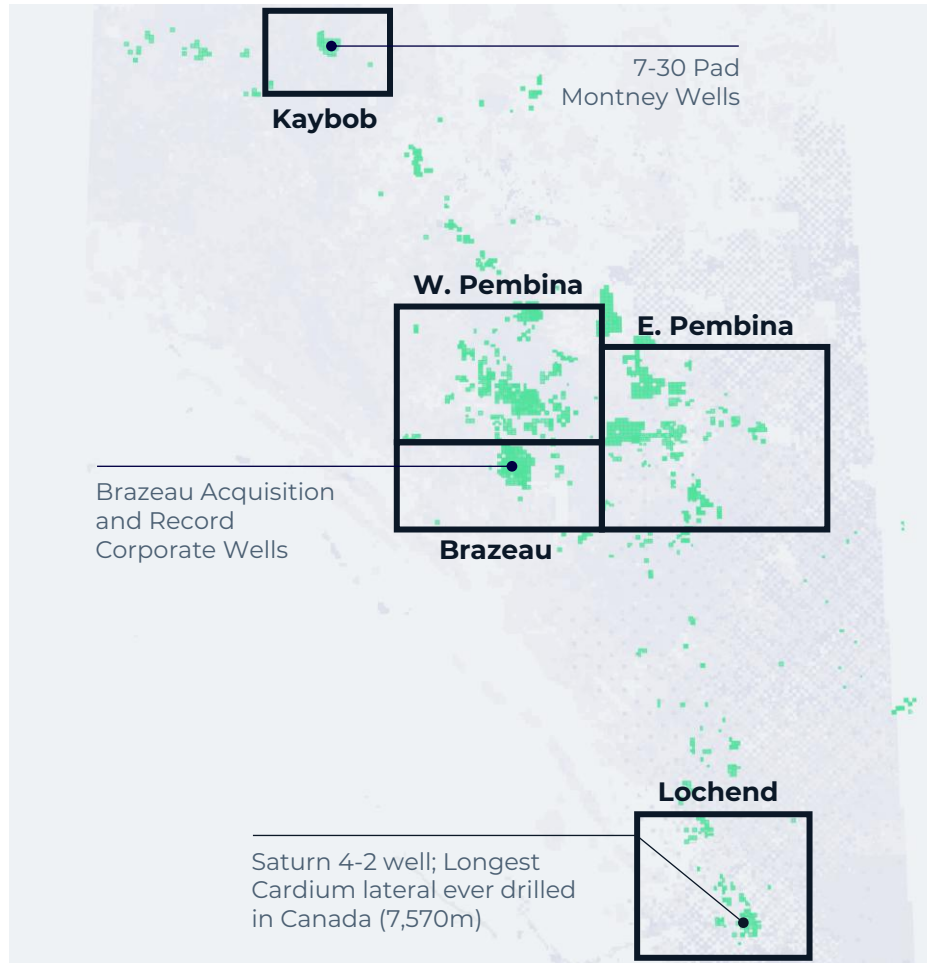 7-30 Pad
Montney Wells
Kaybob
W. Pembina
E. Pembina
Brazeau Acquisition
and Record
Corporate Wells
Brazeau
Lochend
Saturn 4-2 well; Longest
Cardium lateral ever drilled
in Canada (7,570m)